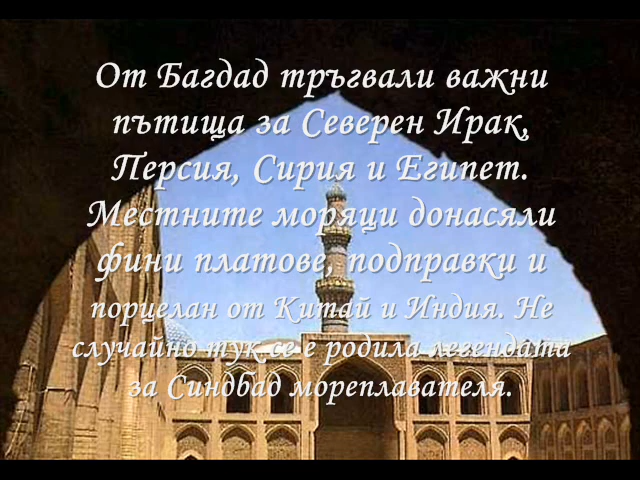 От Багдад тръгвали важни
пътища за Северен Ирак,
Персия, Сирия и Египет.
Местните моряци донасяли
фини платове, подправки и
порцелан от Китай и Индия. Не
случайно тук се е родила легендата
за Синдбад мореплавателя.